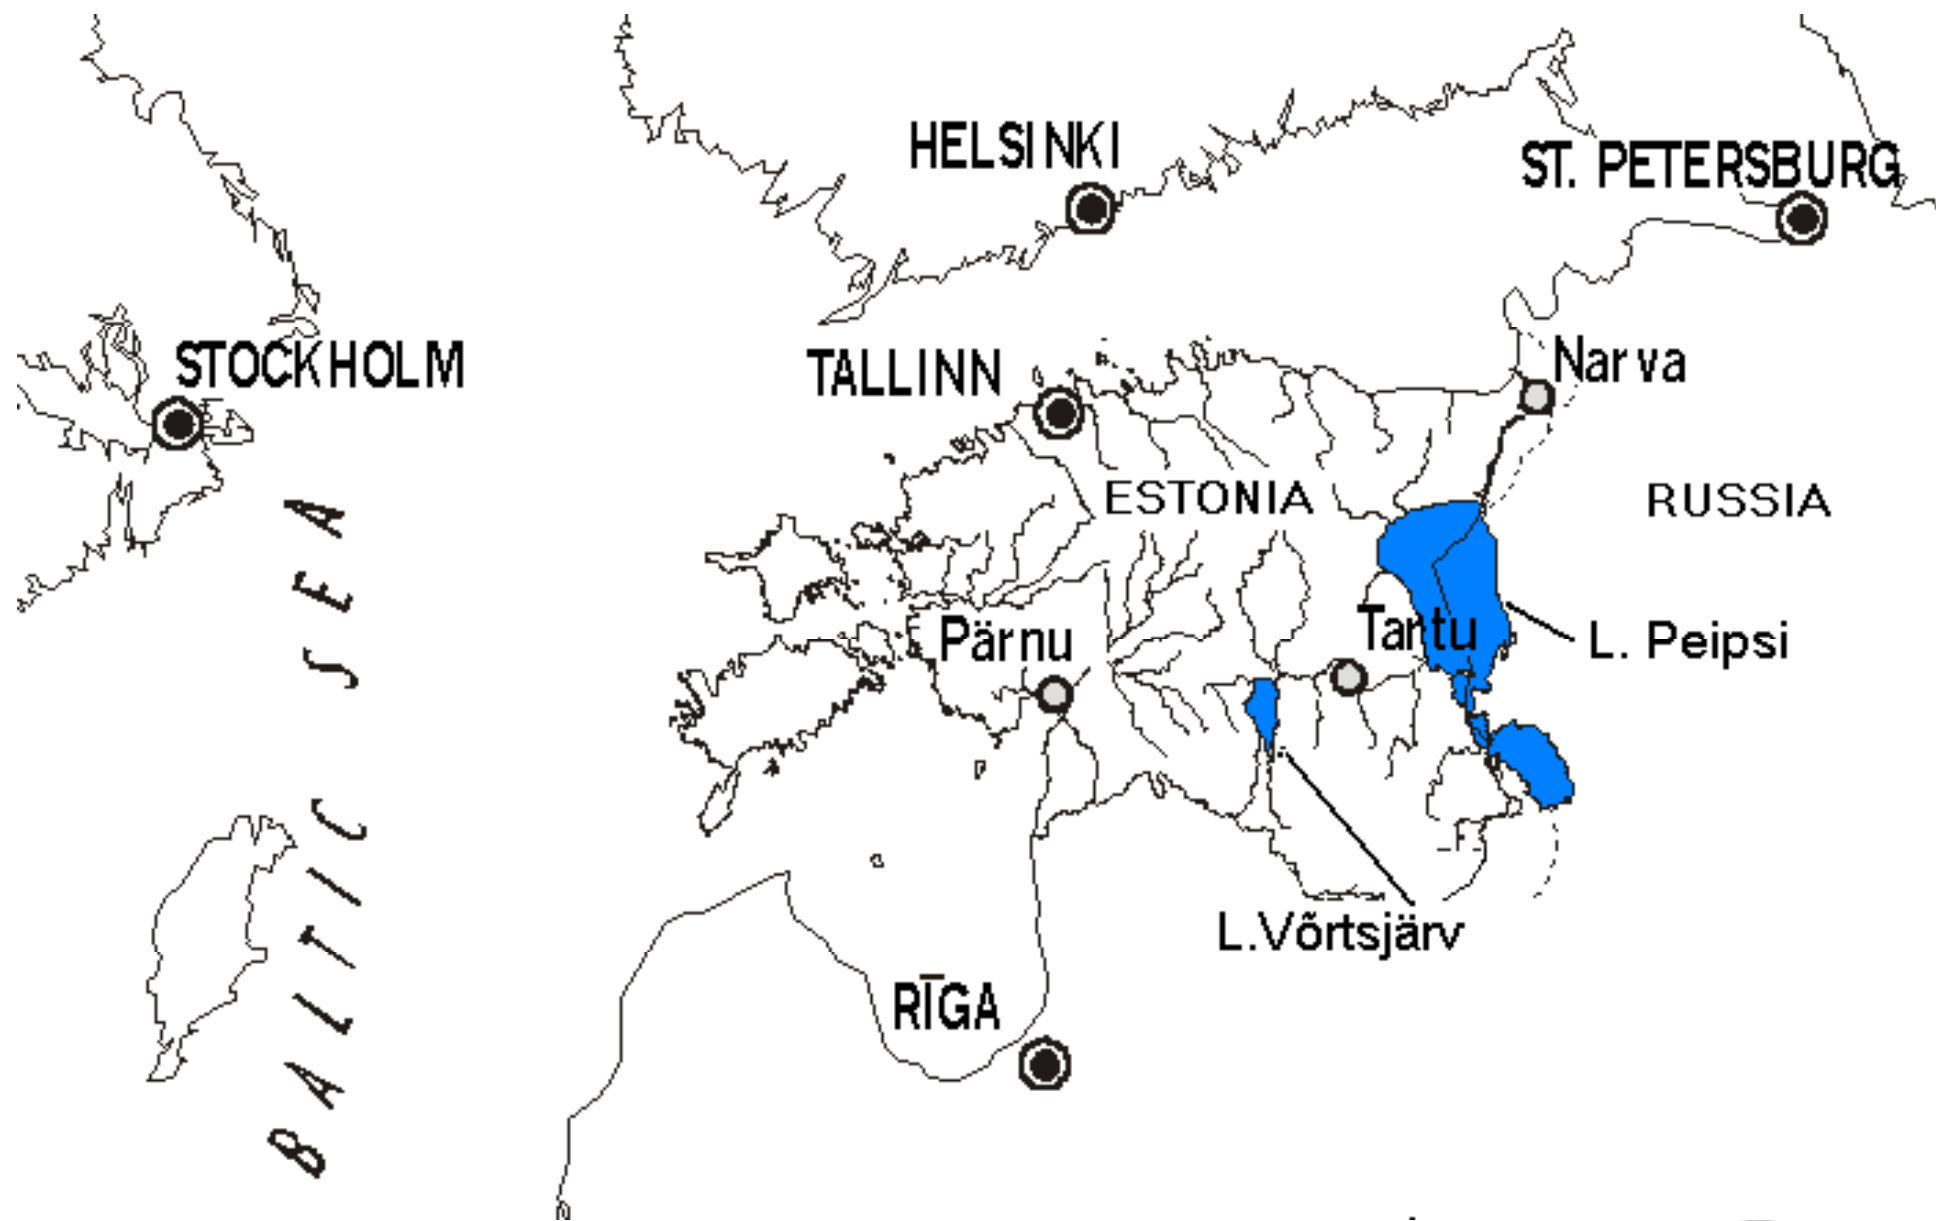 HELSINKI
ST. PETERSBURG
STOCKHOLM
TALLINN
Narva
ESTONIA
RUSSIA
Pärnu
Tartu
L. Peipsi
L.Võrtsjärv
RĪGA
BALTIC SEA